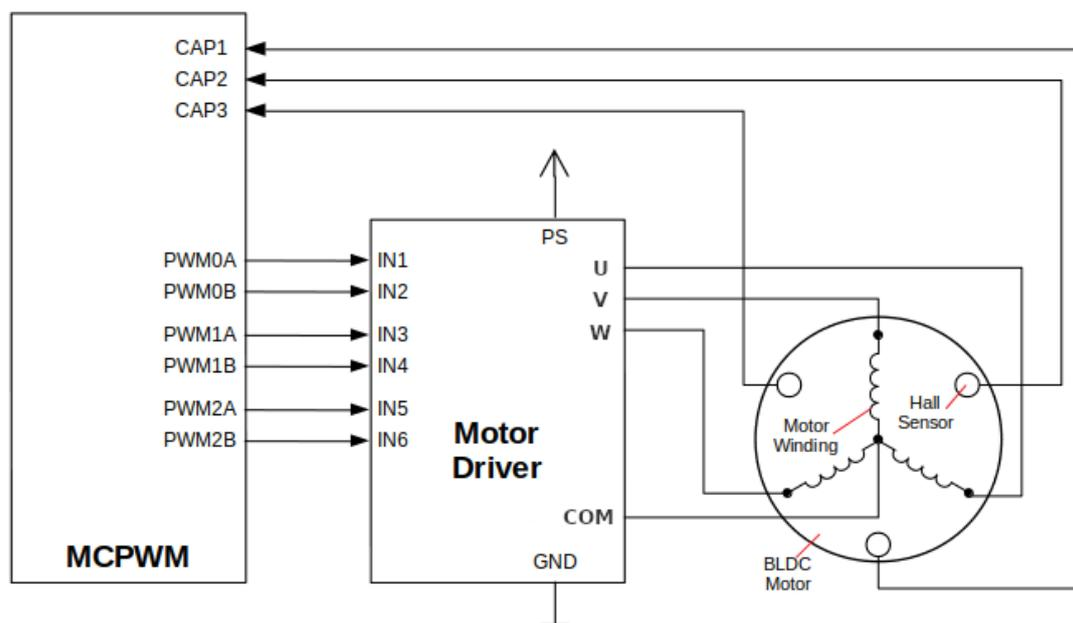 CAP1
CAP2
CAP3
PS
PWM0A
IN1
U
PWM0B
IN2
V
PWM1A
IN3
W
PWM1B
IN4
PWM2A
IN5
PWM2B
IN6
Motor
Driver
Hall
Sensor
Motor
Winding
COM
MCPWM
GND
BLDC
Motor